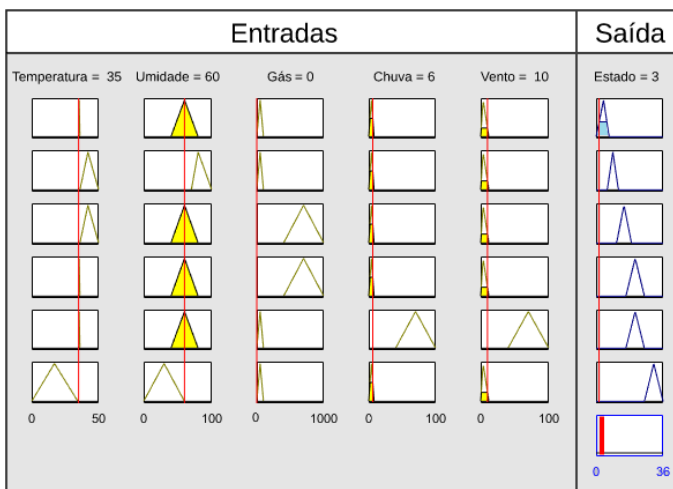 Entradas Saída
Temperatura = 35 Umidade = 60 Gás = 0 Chuva = 6 Vento = 10 Estado = 3
0 50 0 100 0 1000 0 100 0 100
0 36